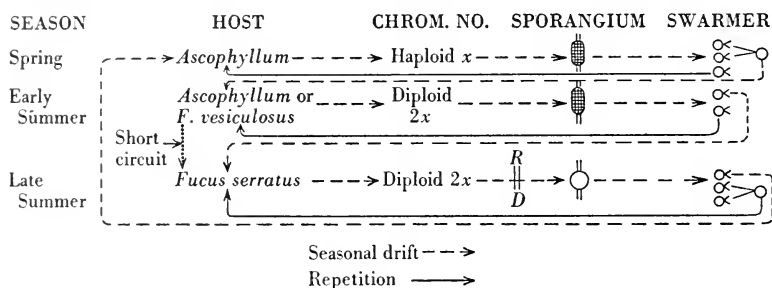 SEASON HOST CHROM. NO. SPORANGIUM SWARMER
Spring Ascophyllum Haploid x
Early Summer Ascophyllum or F. vesiculosus Diploid 2x
Short circuit
R
Late Summer Fucus serratus Diploid 2x
D
Seasonal drift
Repetition